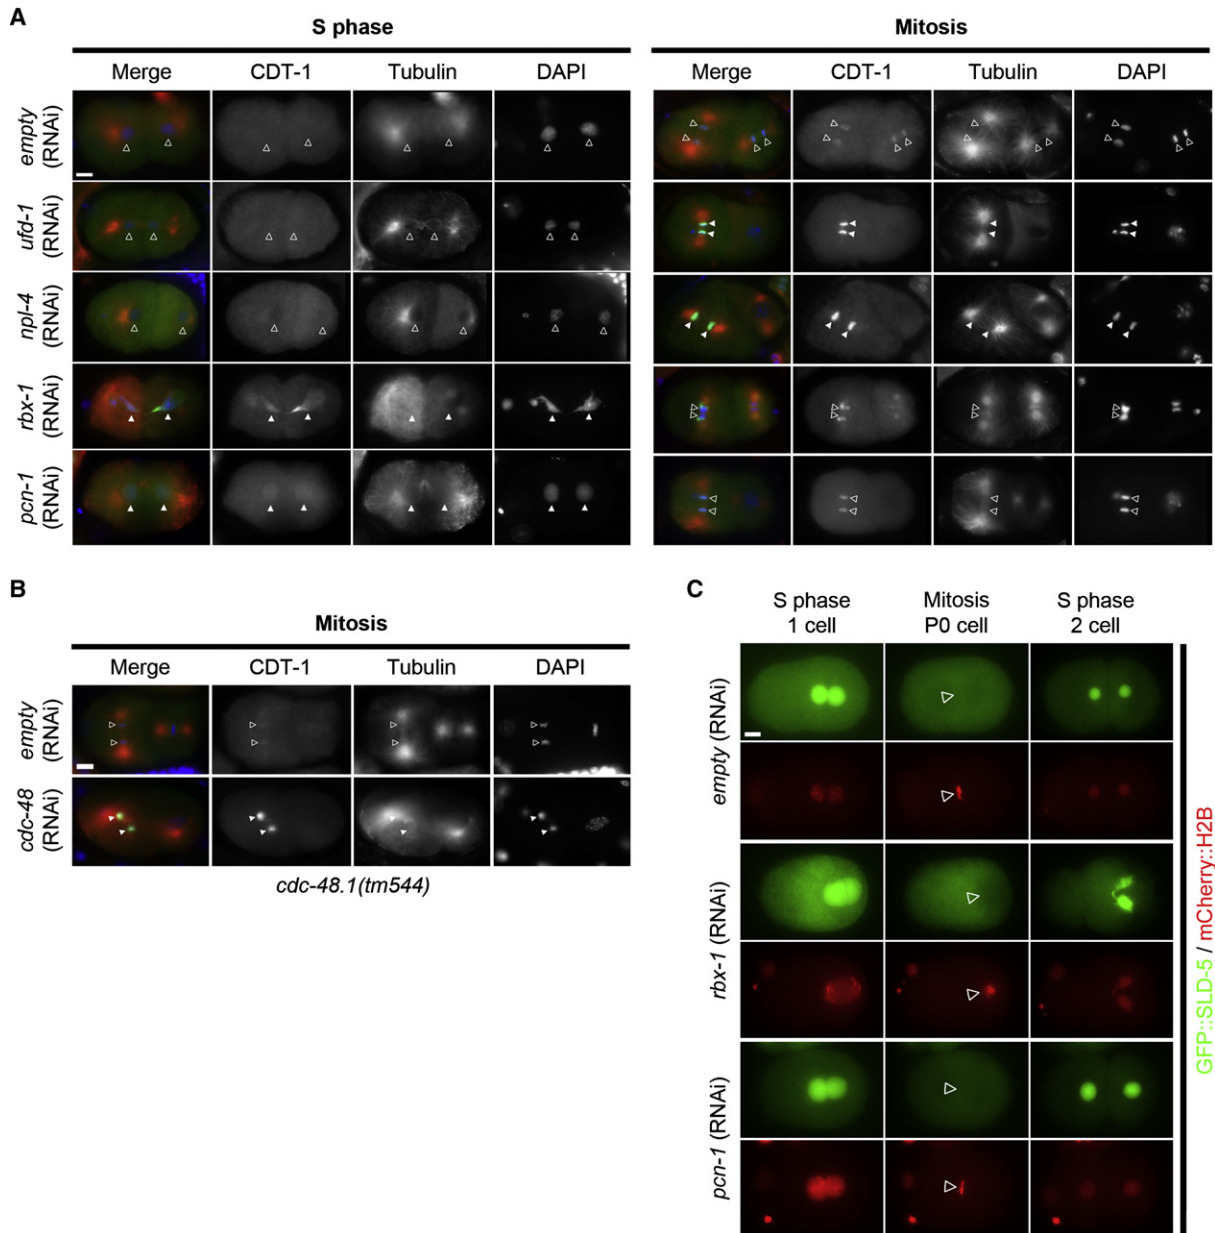 A
S phase
Mitosis
Merge CDT-1 Tubulin DAPI
Merge CDT-1 Tubulin DAPI
empty
(RNAi)
ufd-1
(RNAi)
npl-4
(RNAi)
rbx-1
(RNAi)
pcn-1
(RNAi)
B
Mitosis
Merge CDT-1 Tubulin DAPI
empty
(RNAi)
cdc-48
(RNAi)
cdc-48.1(tm544)
C
S phase
1 cell
Mitosis
P0 cell
S phase
2 cell
empty (RNAi)
rbx-1 (RNAi)
pcn-1 (RNAi)
GFP::SLD-5 / mCherry::H2B